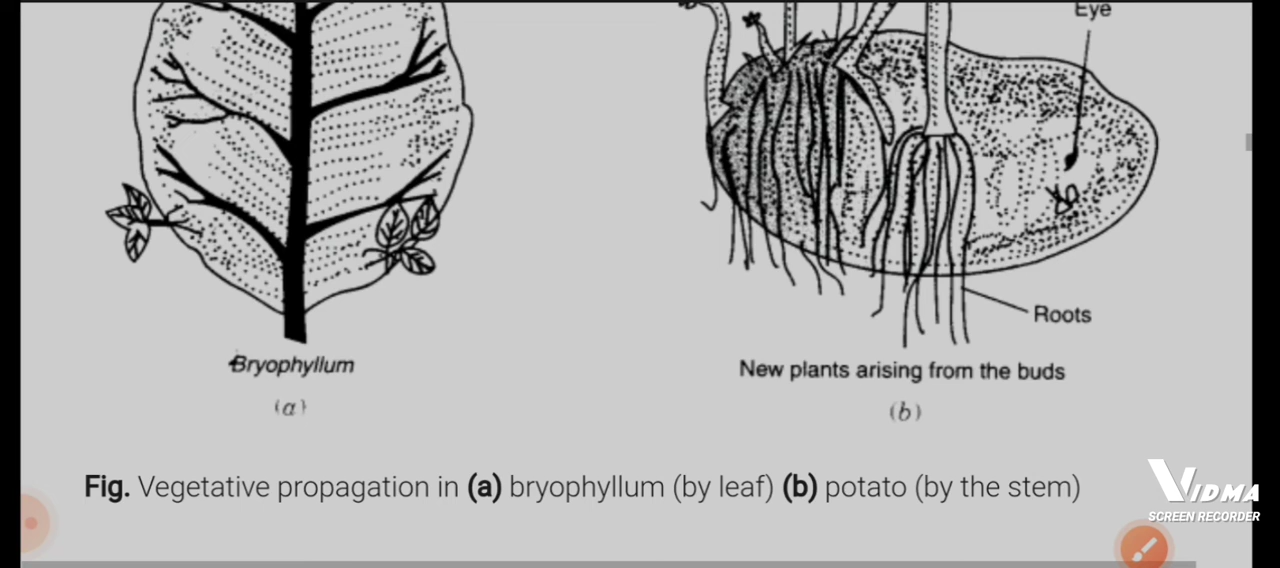 Eye
Roots
Bryophyllum
New plants arising from the buds
(a)
(b)
Fig. Vegetative propagation in (a) bryophyllum (by leaf) (b) potato (by the stem)
VIDMA
SCREEN RECORDER